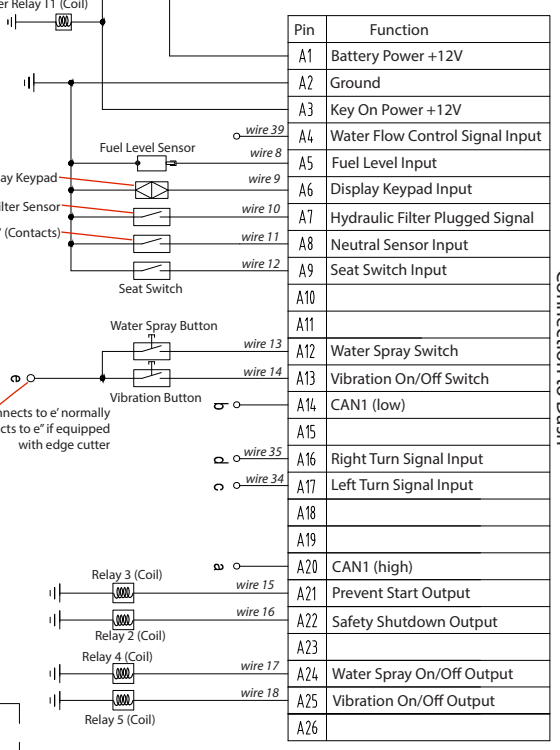 er Relay 11 (Coil)
Pin Function
A1 Battery Power +12V
A2 Ground
A3 Key On Power +12V
wire 39 A4 Water Flow Control Signal Input
Fuel Level Sensor
wire 8 A5 Fuel Level Input
ay Keypad
wire 9 A6 Display Keypad Input
lter Sensor
wire 10 A7 Hydraulic Filter Plugged Signal
(Contacts)
wire 11 A8 Neutral Sensor Input
wire 12 A9 Seat Switch Input
Seat Switch
A10
A11
Water Spray Button
wire 13 A12 Water Spray Switch
e
wire 14 A13 Vibration On/Off Switch
Vibration Button
b A14 CAN1 (low)
nnects to e' normally
cts to e" if equipped
with edge cutter
A15
d wire 35 A16 Right Turn Signal Input
c wire 34 A17 Left Turn Signal Input
A18
A19
a A20 CAN1 (high)
Relay 3 (Coil)
wire 15 A21 Prevent Start Output
wire 16 A22 Safety Shutdown Output
Relay 2 (Coil)
A23
Relay 4 (Coil)
wire 17 A24 Water Spray On/Off Output
wire 18 A25 Vibration On/Off Output
Relay 5 (Coil)
A26